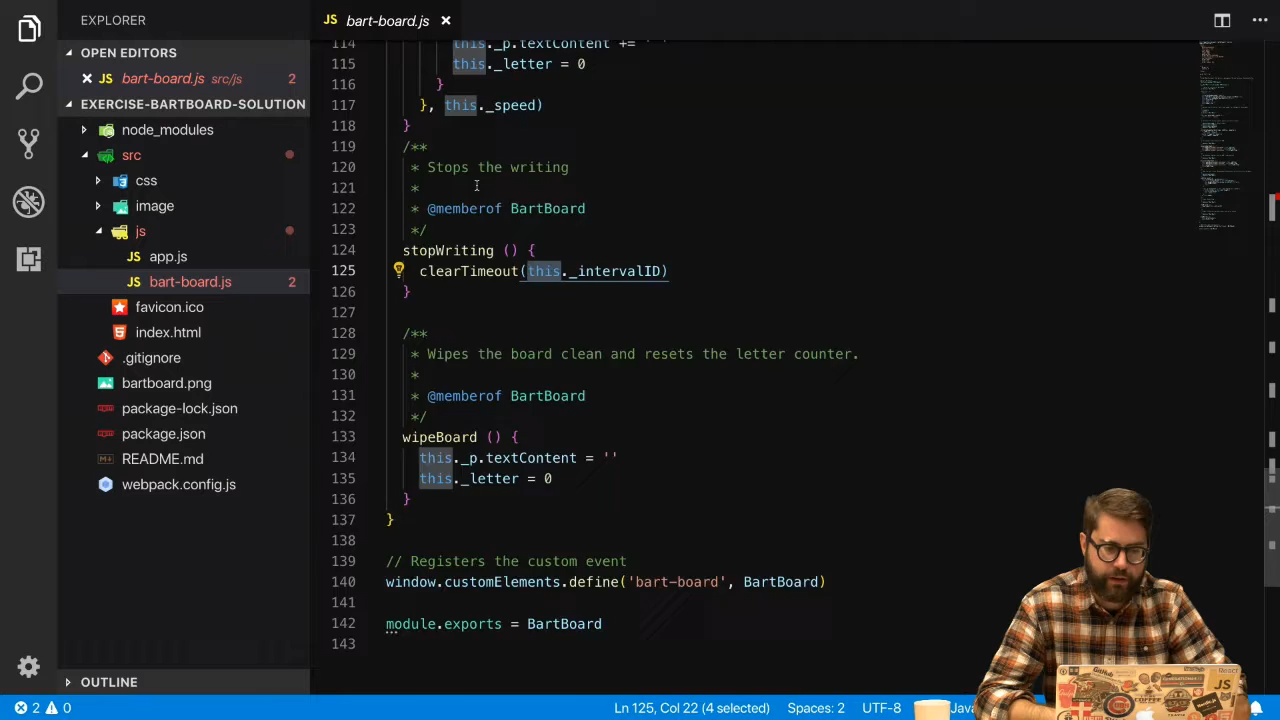 EXPLORER
JS bart-board.js
OPEN EDITORS
JS bart-board.js src/js 2
EXERCISE-BARTBOARD-SOLUTION
node_modules
src
css
image
js
JS app.js
JS bart-board.js 2
favicon.ico
index.html
.gitignore
bartboard.png
package-lock.json
package.json
README.md
webpack.config.js
OUTLINE
114 this._p.textContent += ' '
115 this._letter = 0
116 }
117 }, this._speed)
118 }
119 /**
120 * Stops the writing
121 *
122 * @memberof BartBoard
123 */
124 stopWriting () {
125 clearTimeout(this._intervalID)
126 }
127
128 /**
129 * Wipes the board clean and resets the letter counter.
130 *
131 * @memberof BartBoard
132 */
133 wipeBoard () {
134 this._p.textContent = ''
135 this._letter = 0
136 }
137 }
138
139 // Registers the custom event
140 window.customElements.define('bart-board', BartBoard)
141
142 module.exports = BartBoard
143
GitHub
React
JS
2 0
Ln 125, Col 22 (4 selected)
Spaces: 2
UTF-8